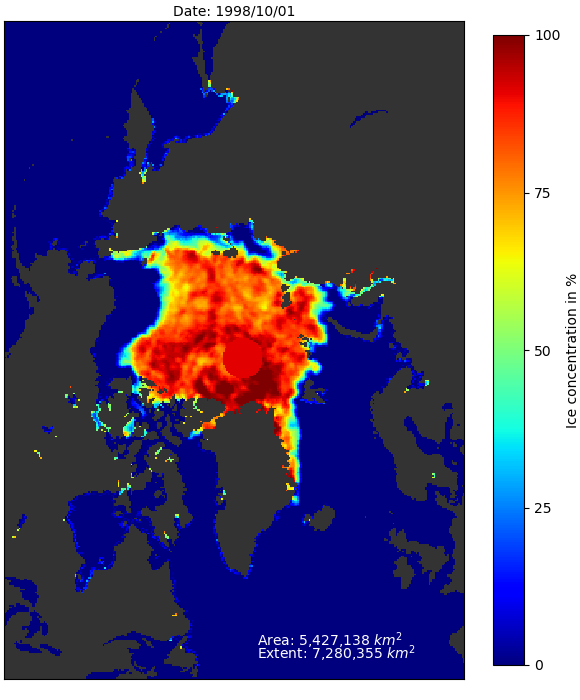 Date: 1998/10/01
100
75
50
25
0
Ice concentration in %
Area: 5,427,138 km²
Extent: 7,280,355 km²